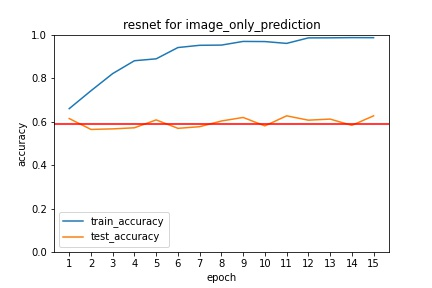 resnet for image_only_prediction
accuracy
1.0
0.8
0.6
0.4
0.2
0.0
train_accuracy
test_accuracy
1 2 3 4 5 6 7 8 9 10 11 12 13 14 15
epoch